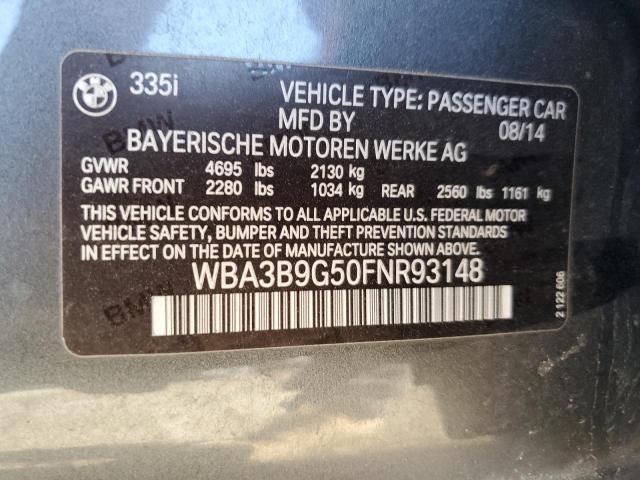 BMW 335i VEHICLE TYPE: PASSENGER CAR
MFD BY 08/14
BAYERISCHE MOTOREN WERKE AG
GVWR 4695 lbs 2130 kg
GAWR FRONT 2280 lbs 1034 kg REAR 2560 lbs 1161 kg
THIS VEHICLE CONFORMS TO ALL APPLICABLE U.S. FEDERAL MOTOR
VEHICLE SAFETY, BUMPER AND THEFT PREVENTION STANDARDS
IN EFFECT ON THE DATE OF MANUFACTURE SHOWN ABOVE.
WBA3B9G50FNR93148
2 122 606